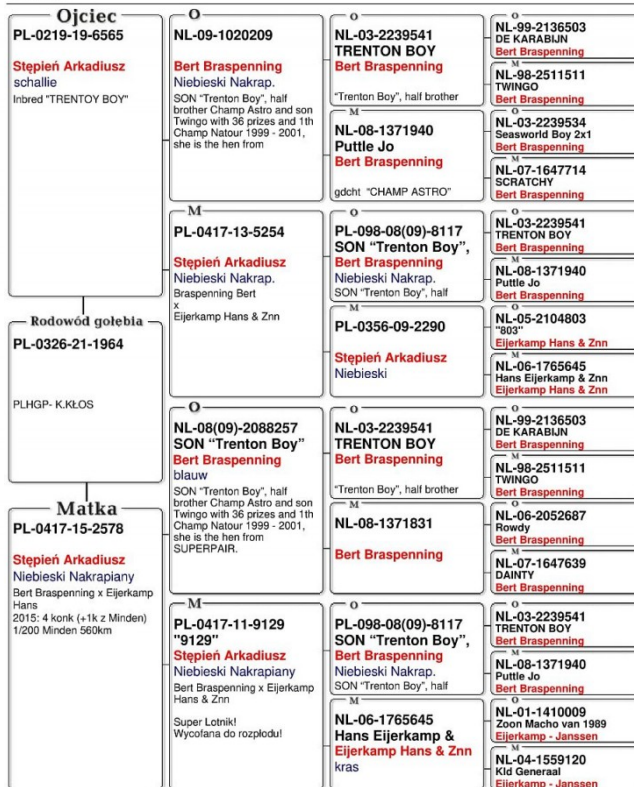 Ojciec
PL-0219-19-6565
Stępień Arkadiusz
schallie
Inbred "TRENTOY BOY"
Rodowód gołębia
PL-0326-21-1964
PLHGP- K.KŁOS
Matka
PL-0417-15-2578
Stępień Arkadiusz
Niebieski Nakrapiany
Bert Braspenning x Eijerkamp
Hans
2015: 4 konk (+1k z Minden)
1/200 Minden 560km
O
NL-09-1020209
Bert Braspenning
Niebieski Nakrap.
SON "Trenton Boy", half
brother Champ Astro and son
Twingo with 36 prizes and 1th
Champ Natour 1999 - 2001,
she is the hen from
M
PL-0417-13-5254
Stępień Arkadiusz
Niebieski Nakrap.
Braspenning Bert
x
Eijerkamp Hans & Znn
O
NL-08(09)-2088257
SON "Trenton Boy"
Bert Braspenning
blauw
SON "Trenton Boy", half
brother Champ Astro and son
Twingo with 36 prizes and 1th
Champ Natour 1999 - 2001,
she is the hen from
SUPERPAIR.
M
PL-0417-11-9129
"9129"
Stępień Arkadiusz
Niebieski Nakrapiany
Bert Braspenning x Eijerkamp
Hans & Znn
Super Lotnik!
Wycofana do rozpłodu!
O
NL-03-2239541
TRENTON BOY
Bert Braspenning
"Trenton Boy", half brother
M
NL-08-1371940
Puttle Jo
Bert Braspenning
gdcht "CHAMP ASTRO"
O
PL-098-08(09)-8117
SON "Trenton Boy",
Bert Braspenning
Niebieski Nakrap.
SON "Trenton Boy", half
M
PL-0356-09-2290
Stępień Arkadiusz
Niebieski
O
NL-03-2239541
TRENTON BOY
Bert Braspenning
"Trenton Boy", half brother
M
NL-08-1371831
Bert Braspenning
O
PL-098-08(09)-8117
SON "Trenton Boy",
Bert Braspenning
Niebieski Nakrap.
SON "Trenton Boy", half
M
NL-06-1765645
Hans Eijerkamp &
Eijerkamp Hans & Znn
kras
O
NL-99-2136503
DE KARABIJN
Bert Braspenning
M
NL-98-2511511
TWINGO
Bert Braspenning
O
NL-03-2239534
Seasworld Boy 2x1
Bert Braspenning
M
NL-07-1647714
SCRATCHY
Bert Braspenning
O
NL-03-2239541
TRENTON BOY
Bert Braspenning
M
NL-08-1371940
Puttle Jo
Bert Braspenning
O
NL-05-2104803
"803"
Eijerkamp Hans & Znn
M
NL-06-1765645
Hans Eijerkamp & Znn
Eijerkamp Hans & Znn
O
NL-99-2136503
DE KARABIJN
Bert Braspenning
M
NL-98-2511511
TWINGO
Bert Braspenning
O
NL-06-2052687
Rowdy
Bert Braspenning
M
NL-07-1647639
DAINTY
Bert Braspenning
O
NL-03-2239541
TRENTON BOY
Bert Braspenning
M
NL-08-1371940
Puttle Jo
Bert Braspenning
O
NL-01-1410009
Zoon Macho van 1989
Eijerkamp - Janssen
M
NL-04-1559120
Kld Generaal
Eijerkamp - Janssen